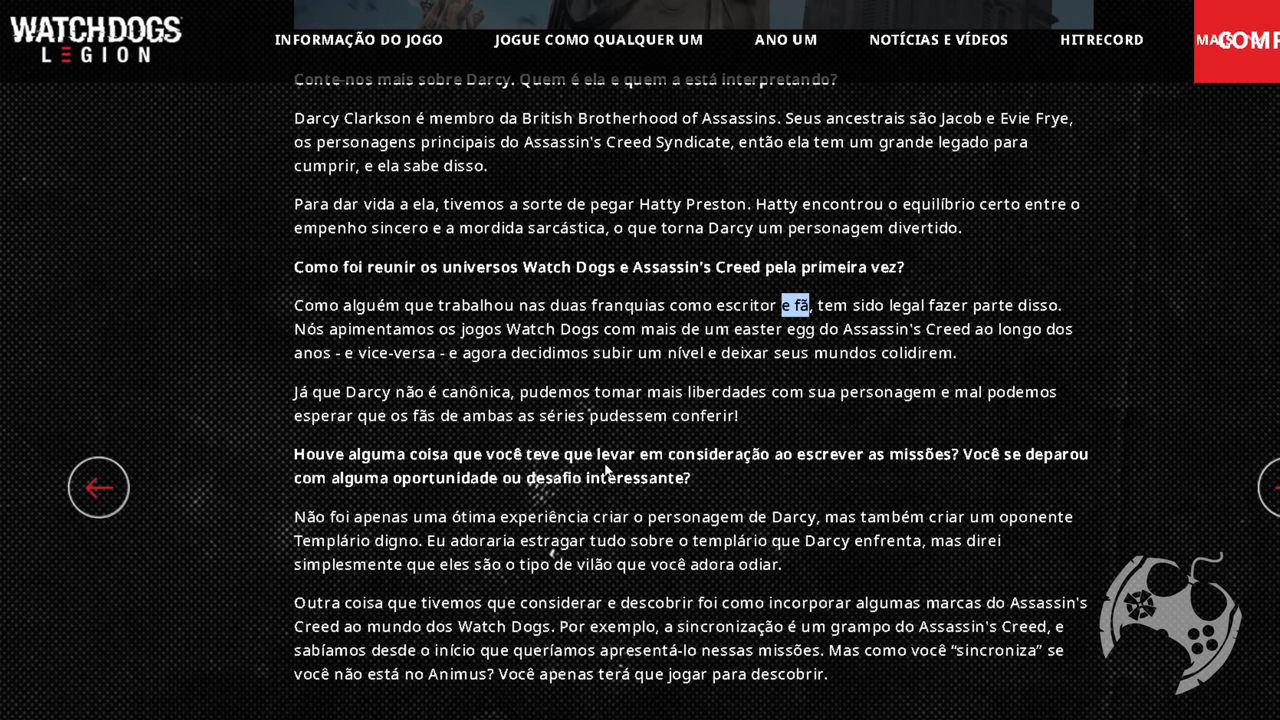 WATCH DOGS
LEGION
INFORMAÇÃO DO JOGO
JOGUE COMO QUALQUER UM
ANO UM
NOTÍCIAS E VÍDEOS
HITRECORD
Conte-nos mais sobre Darcy. Quem é ela e quem a está interpretando?
Darcy Clarkson é membro da British Brotherhood of Assassins. Seus ancestrais são Jacob e Evie Frye,
os personagens principais do Assassin's Creed Syndicate, então ela tem um grande legado para
cumprir, e ela sabe disso.
Para dar vida a ela, tivemos a sorte de pegar Hatty Preston. Hatty encontrou o equilíbrio certo entre o
empenho sincero e a mordida sarcástica, o que torna Darcy um personagem divertido.
Como foi reunir os universos Watch Dogs e Assassin's Creed pela primeira vez?
Como alguém que trabalhou nas duas franquias como escritor e fã, tem sido legal fazer parte disso.
Nós apimentamos os jogos Watch Dogs com mais de um easter egg do Assassin's Creed ao longo dos
anos - e vice-versa - e agora decidimos subir um nível e deixar seus mundos colidirem.
Já que Darcy não é canônica, pudemos tomar mais liberdades com sua personagem e mal podemos
esperar que os fãs de ambas as séries pudessem conferir!
Houve alguma coisa que você teve que levar em consideração ao escrever as missões? Você se deparou
com alguma oportunidade ou desafio interessante?
Não foi apenas uma ótima experiência criar o personagem de Darcy, mas também criar um oponente
Templário digno. Eu adoraria estragar tudo sobre o templário que Darcy enfrenta, mas direi
simplesmente que eles são o tipo de vilão que você adora odiar.
Outra coisa que tivemos que considerar e descobrir foi como incorporar algumas marcas do Assassin's
Creed ao mundo dos Watch Dogs. Por exemplo, a sincronização é um grampo do Assassin's Creed, e
sabíamos desde o início que queríamos apresentá-lo nessas missões. Mas como você “sincroniza” se
você não está no Animus? Você apenas terá que jogar para descobrir.